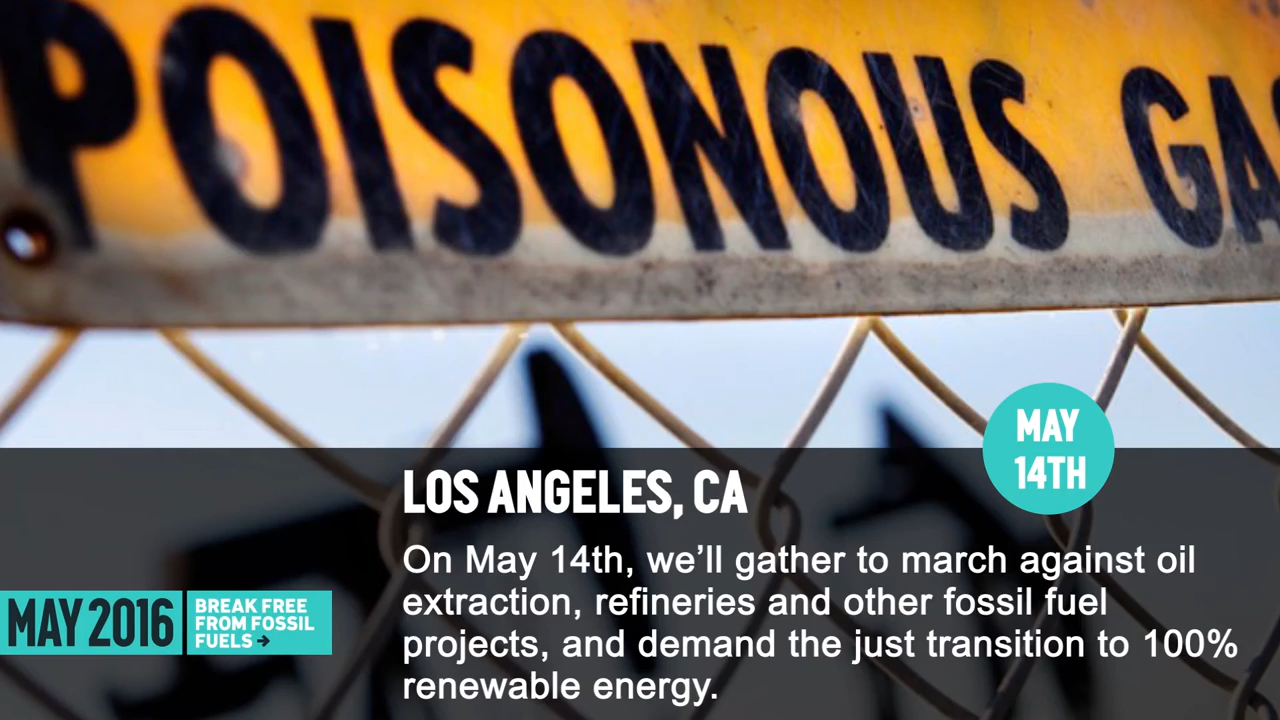 POISONOUS GAS
MAY
14TH
LOS ANGELES, CA
On May 14th, we’ll gather to march against oil
extraction, refineries and other fossil fuel
projects, and demand the just transition to 100%
renewable energy.
MAY 2016
BREAK FREE
FROM FOSSIL
FUELS →